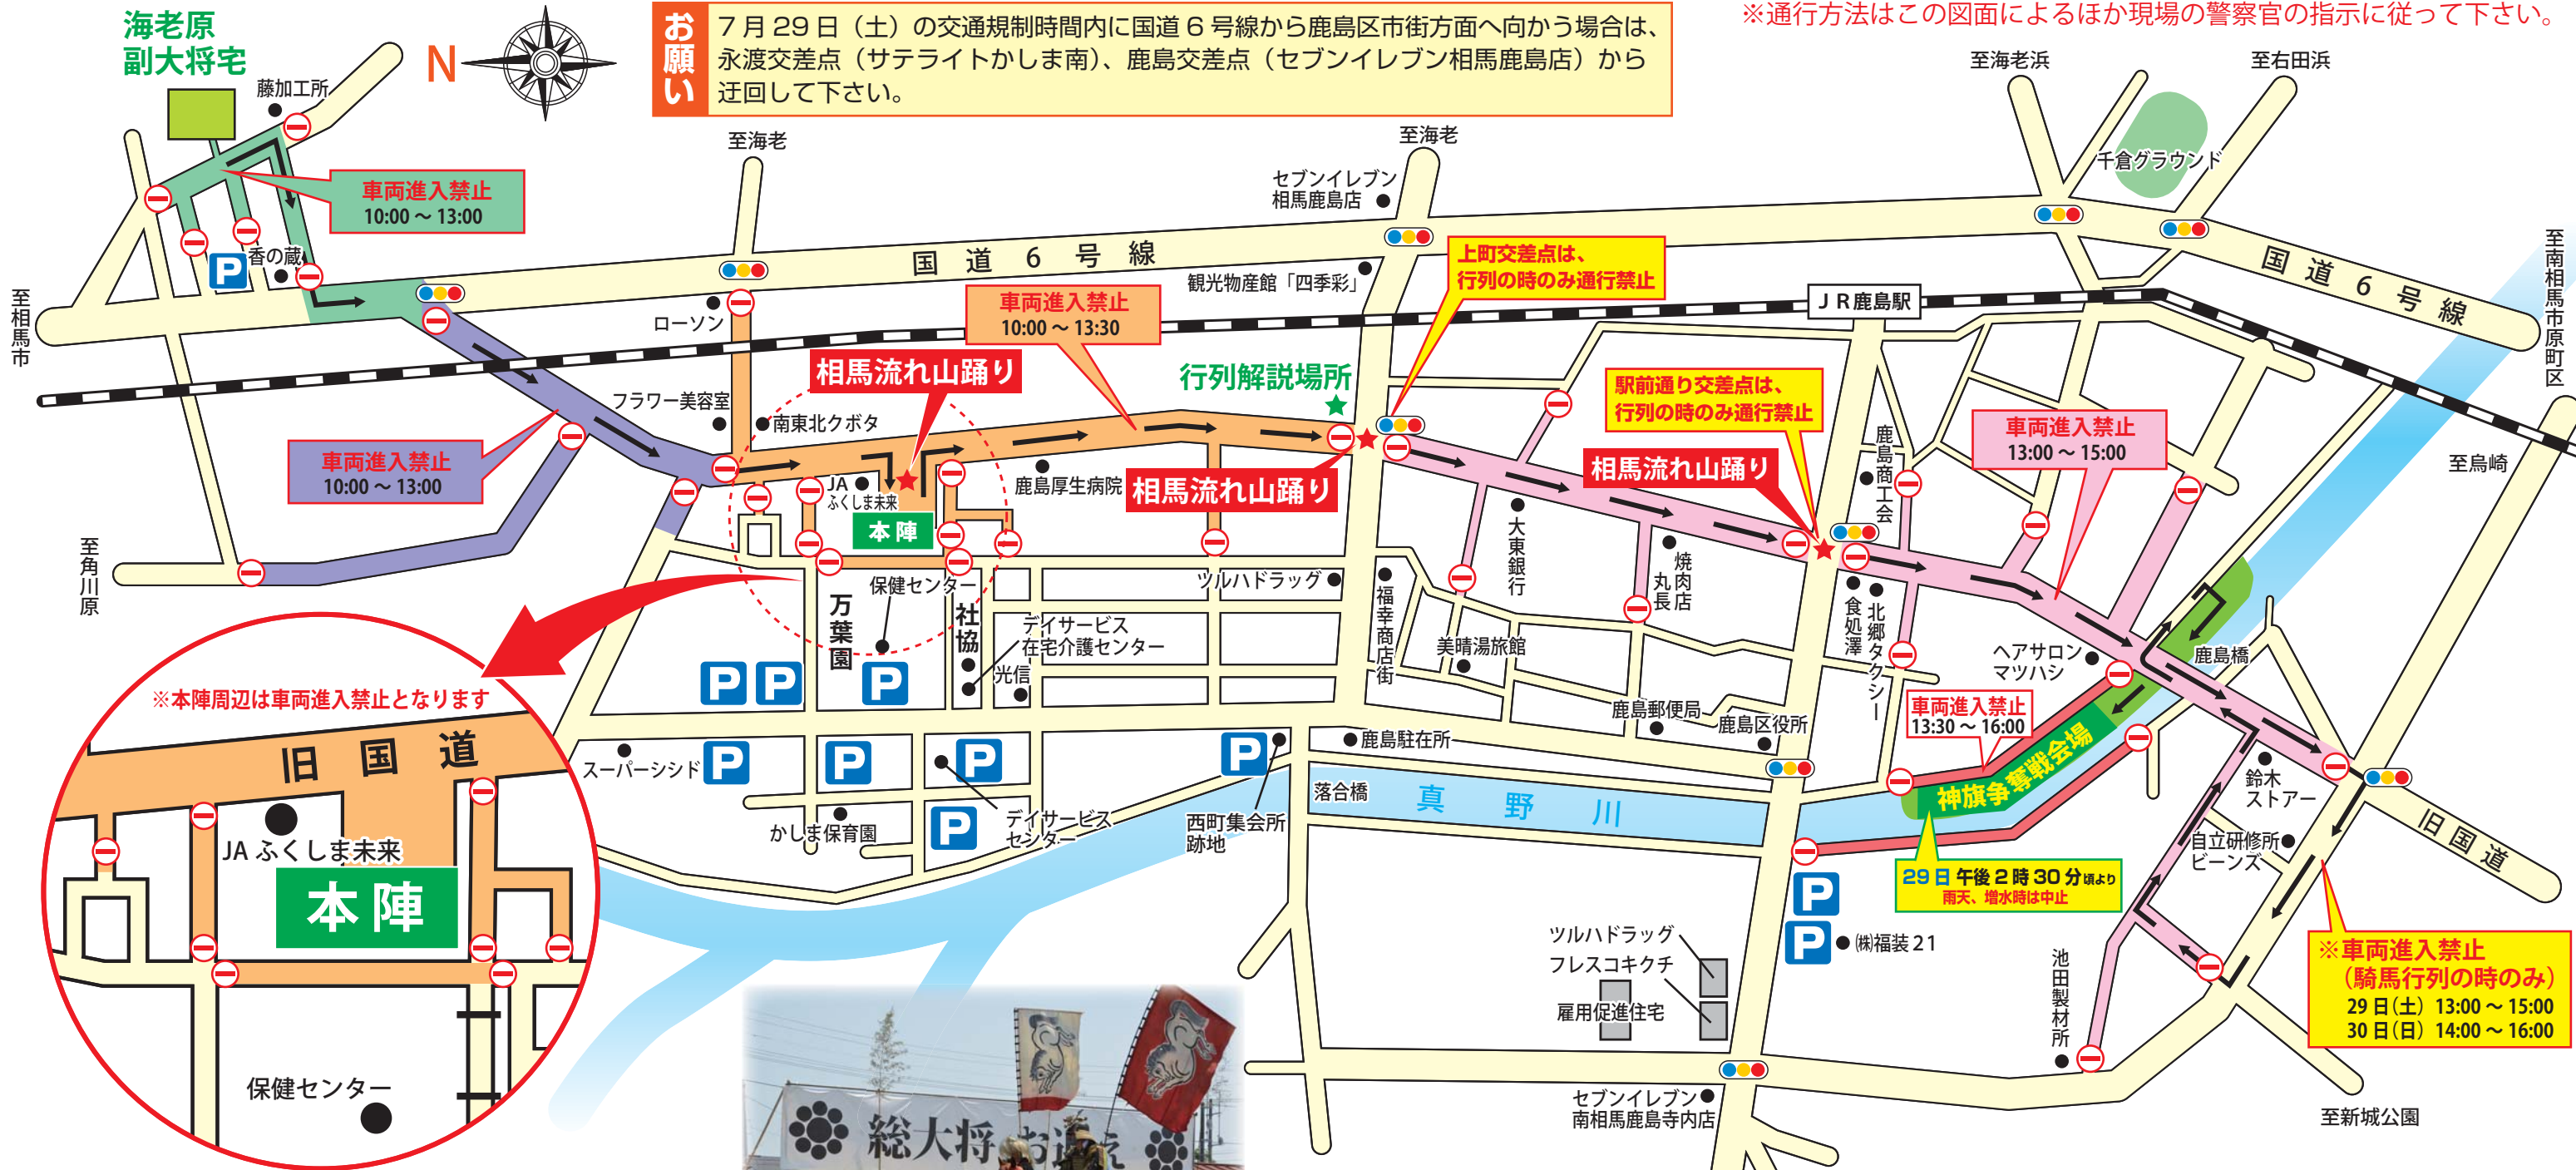 海老原
副大将宅
藤加工所
N
お願い
7月29日（土）の交通規制時間内に国道6号線から鹿島区市街方面へ向かう場合は、
永渡交差点（サテライトかしま南）、鹿島交差点（セブンイレブン相馬鹿島店）から
迂回して下さい。
※通行方法はこの図面によるほか現場の警察官の指示に従って下さい。
至海老浜
至右田浜
千倉グラウンド
至海老
至海老
セブンイレブン
相馬鹿島店
車両進入禁止
10:00～13:00
香の蔵
P
至相馬市
国道6号線
国道6号線
至南相馬市原町区
観光物産館「四季彩」
上町交差点は、
行列の時のみ通行禁止
JR鹿島駅
ローソン
車両進入禁止
10:00～13:30
相馬流れ山踊り
行列解説場所
駅前通り交差点は、
行列の時のみ通行禁止
フラワー美容室
南東北クボタ
車両進入禁止
10:00～13:00
JA
ふくしま未来
本陣
鹿島厚生病院
相馬流れ山踊り
相馬流れ山踊り
鹿島商工会
車両進入禁止
13:00～15:00
至烏崎
至角川原
大東銀行
焼肉店
丸長
保健センター
万葉園
社協
デイサービス
在宅介護センター
光信
ツルハドラッグ
福幸商店街
美晴湯旅館
食処澤
北郷タクシー
ヘアサロン
マツハシ
鹿島橋
P
P
P
鹿島郵便局
鹿島区役所
車両進入禁止
13:30～16:00
神旗争奪戦会場
スーパーシシド
P
P
P
P
P
鹿島駐在所
かしま保育園
デイサービス
センター
西町集会所
跡地
落合橋
真野川
鈴木
ストアー
旧国道
自立研修所
ビーンズ
29日 午後2時30分頃より
雨天、増水時は中止
P
P
㈱福装21
ツルハドラッグ
フレスコキクチ
雇用促進住宅
池田製材所
※車両進入禁止
（騎馬行列の時のみ）
29日（土）13:00～15:00
30日（日）14:00～16:00
セブンイレブン
南相馬鹿島寺内店
至新城公園
※本陣周辺は車両進入禁止となります
旧国道
JAふくしま未来
本陣
保健センター
総大将お迎え